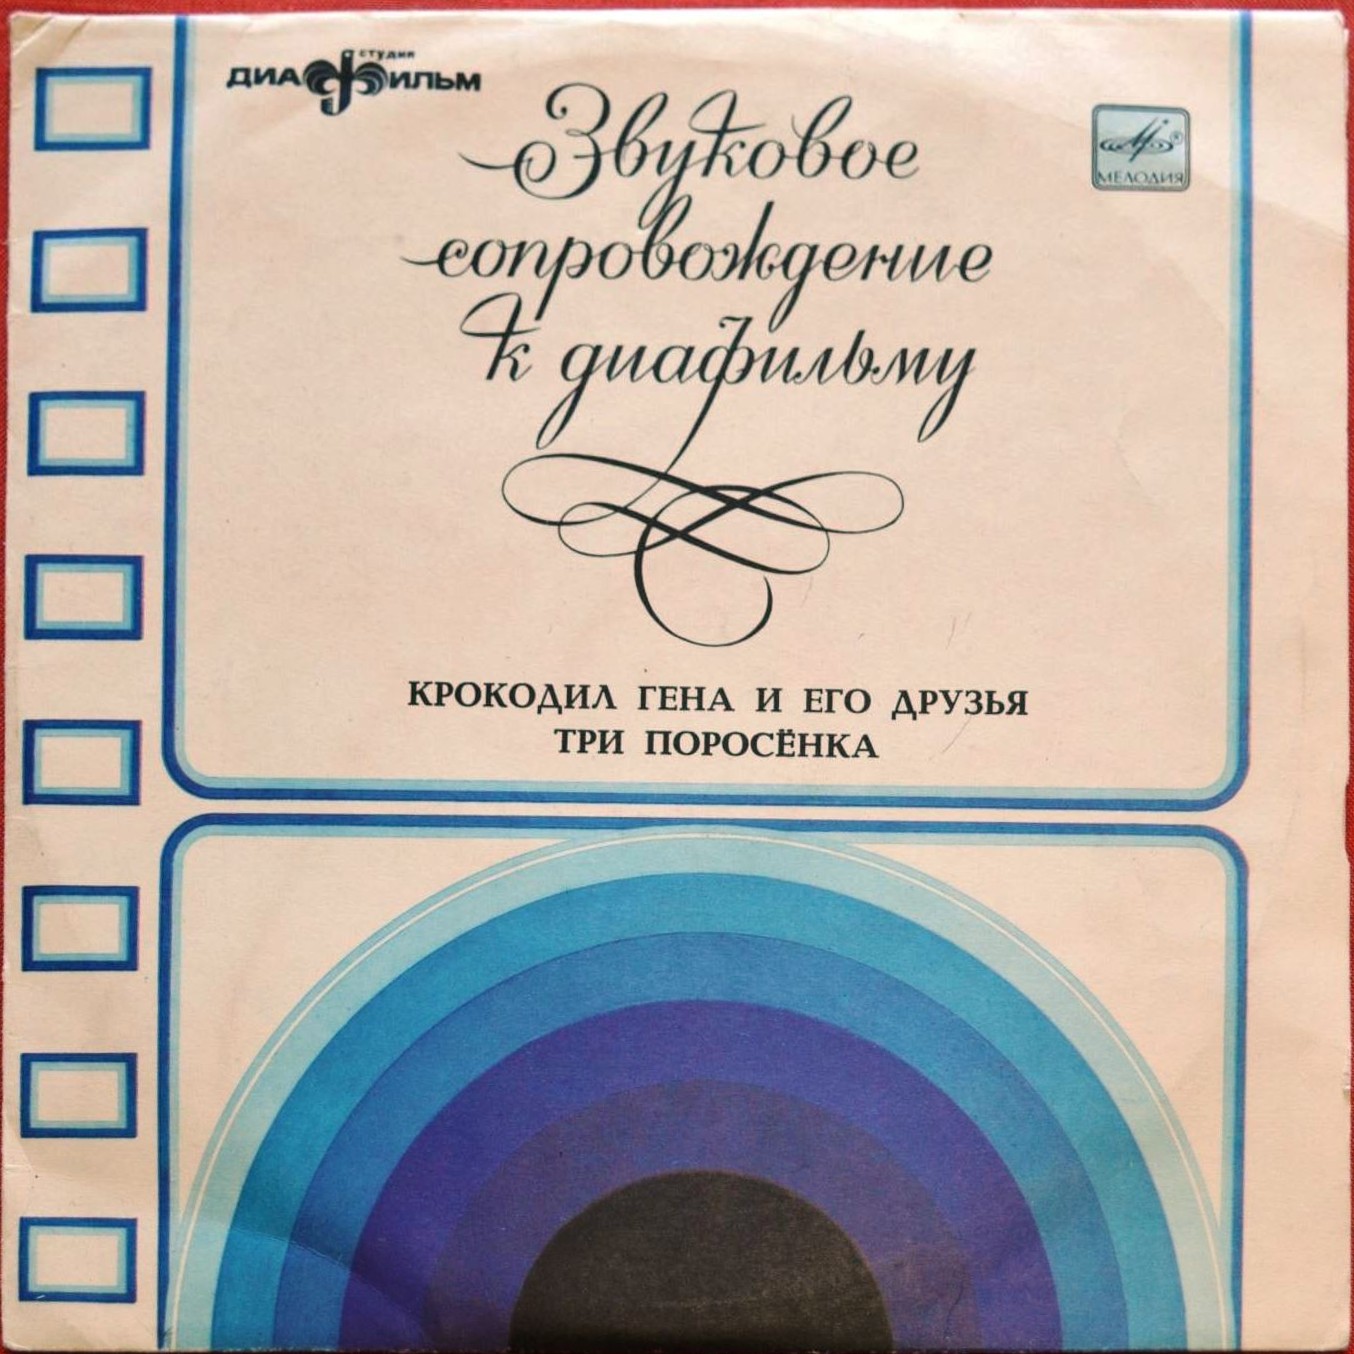 студия
ДИАФИЛЬМ
Звуковое
сопровождение
к диафильму
МЕЛОДИЯ
КРОКОДИЛ ГЕНА И ЕГО ДРУЗЬЯ
ТРИ ПОРОСЁНКА